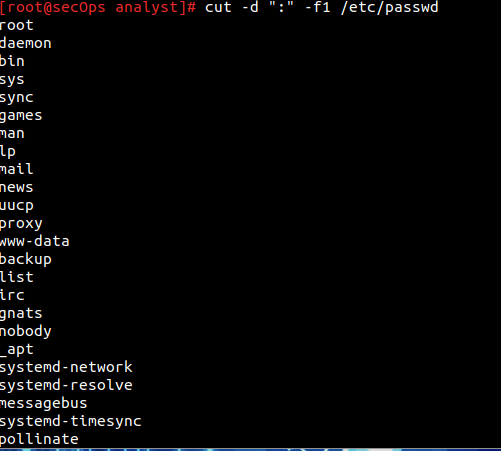 [root@secOps analyst]# cut -d ":" -f1 /etc/passwd
root
daemon
bin
sys
sync
games
man
lp
mail
news
uucp
proxy
www-data
backup
list
irc
gnats
nobody
_apt
systemd-network
systemd-resolve
messagebus
systemd-timesync
pollinate